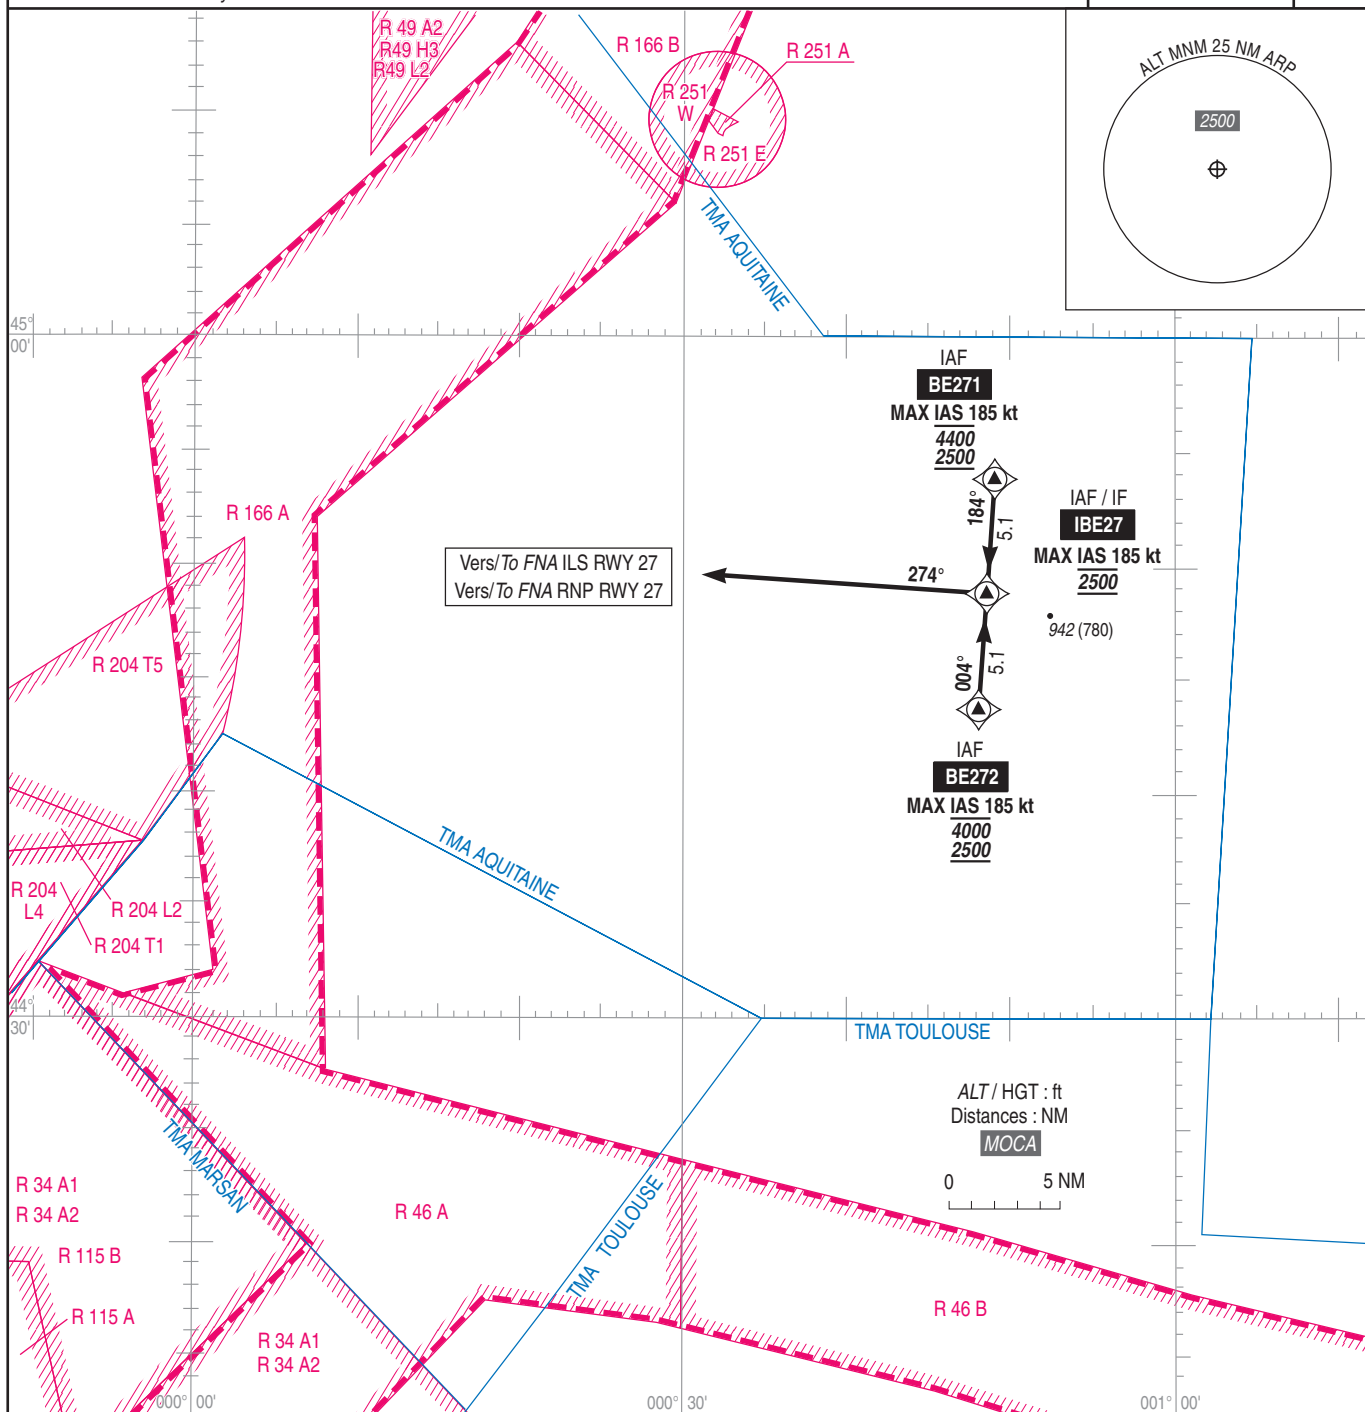 R 49 A2
R49 H3
R49 L2
R 166 B
R 251 A
R 251
W
R 251 E
ALT MNM 25 NM ARP
2500
TMA AQUITAINE
45°
00'
IAF
BE271
MAX IAS 185 kt
4400
2500
184°
5.1
IAF / IF
IBE27
MAX IAS 185 kt
2500
R 166 A
Vers/To FNA ILS RWY 27
Vers/To FNA RNP RWY 27
274°
942 (780)
R 204 T5
004°
5.1
IAF
BE272
MAX IAS 185 kt
4000
2500
TMA AQUITAINE
R 204
L4
R 204 L2
R 204 T1
44°
30'
TMA TOULOUSE
ALT / HGT : ft
Distances : NM
MOCA
0 5 NM
TMA MARSAN
R 34 A1
R 34 A2
R 46 A
TMA TOULOUSE
R 115 B
R 115 A
R 46 B
R 34 A1
R 34 A2
000° 00'
000° 30'
001° 00'